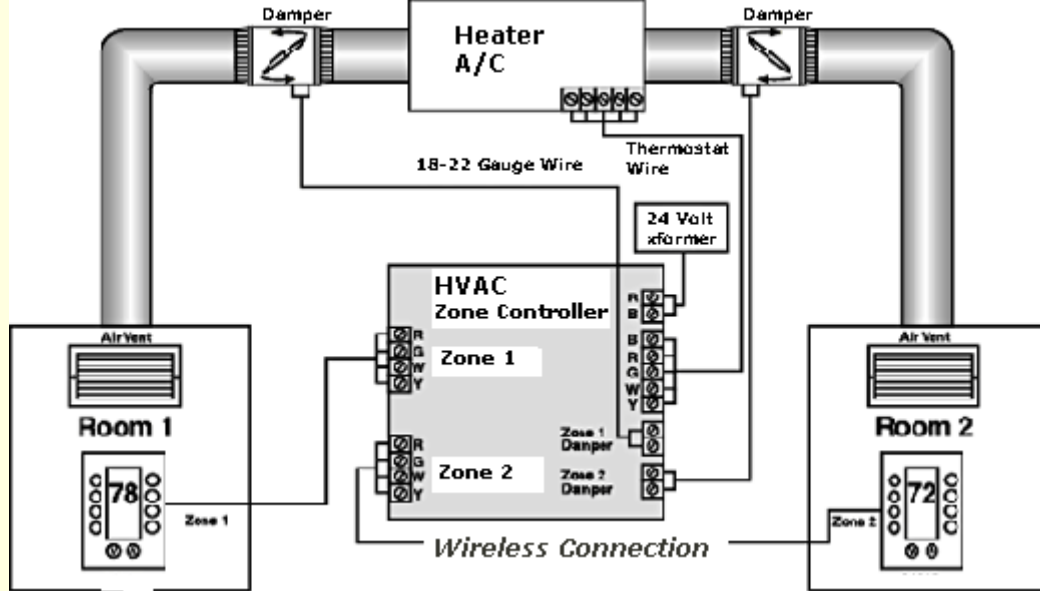 Damper
Damper
Heater
A/C
Thermostat
Wire
18-22 Gauge Wire
24 Volt
xformer
HVAC
Zone Controller
R
B
Air Vent
Air Vent
R
G
W
Y
Zone 1
B
R
G
W
Y
Room 1
Room 2
Zone 1
Damper
R
G
W
Y
Zone 2
Zone 2
Damper
78
72
Zone 1
Zone 2
Wireless Connection